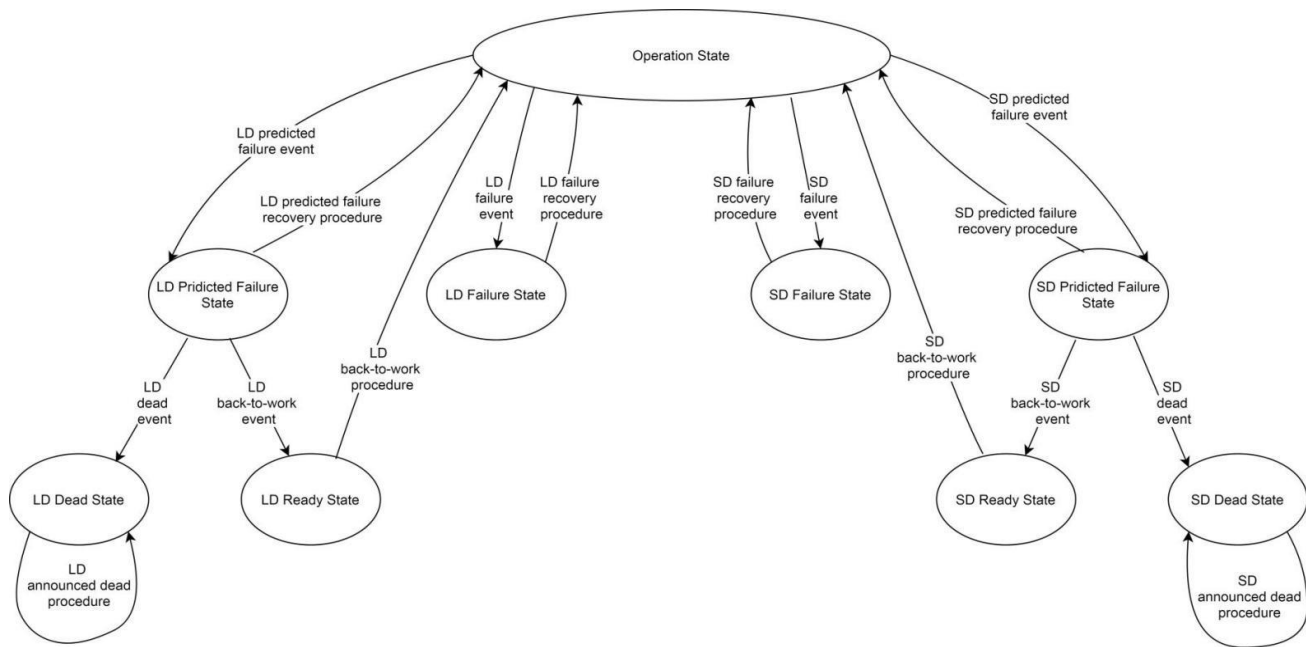 Operation State
LD predicted
failure event
SD predicted
failure event
LD predicted failure
recovery procedure
LD
failure
event
LD failure
recovery
procedure
SD failure
recovery
procedure
SD
failure
event
SD predicted failure
recovery procedure
LD Pridicted Failure
State
LD Failure State
SD Failure State
SD Pridicted Failure
State
LD
back-to-work
procedure
SD
back-to-work
procedure
LD
dead
event
LD
back-to-work
event
SD
back-to-work
event
SD
dead
event
LD Dead State
LD Ready State
SD Ready State
SD Dead State
LD
announced dead
procedure
SD
announced dead
procedure